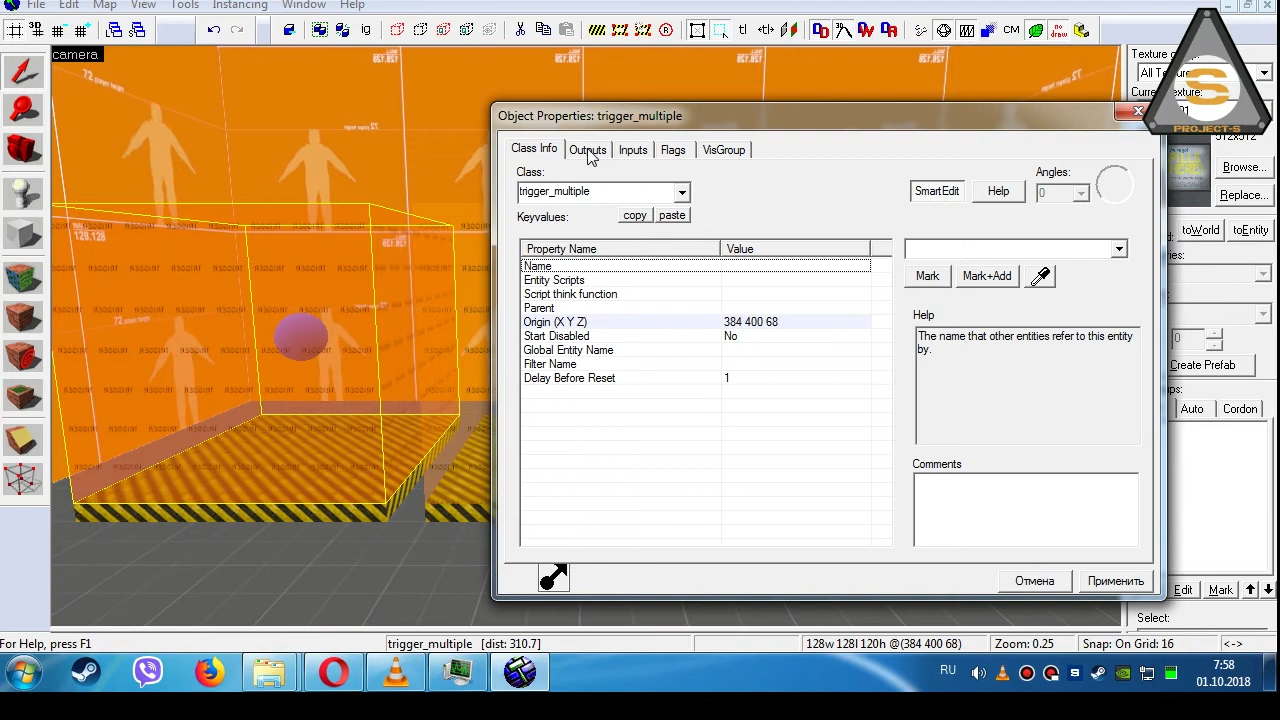 File Edit Map View Tools Instancing Window Help
camera
72
128.128
Object Properties: trigger_multiple
Class Info Outputs Inputs Flags VisGroup
Class:
trigger_multiple
SmartEdit Help
Angles:
0
Keyvalues: copy paste
Property Name Value
Name
Entity Scripts
Script think function
Parent
Origin (X Y Z) 384 400 68
Start Disabled No
Global Entity Name
Filter Name
Delay Before Reset 1
Mark Mark+Add
Help
The name that other entities refer to this entity
by.
Comments
Отмена Применить
S
PROJECT-S
Browse...
Replace...
toWorld toEntity
0
Create Prefab
Auto Cordon
Edit Mark
Select:
For Help, press F1 trigger_multiple [dist: 310.7] 128w 128l 120h @(384 400 68) Zoom: 0.25 Snap: On Grid: 16 <->
RU
7:58
01.10.2018